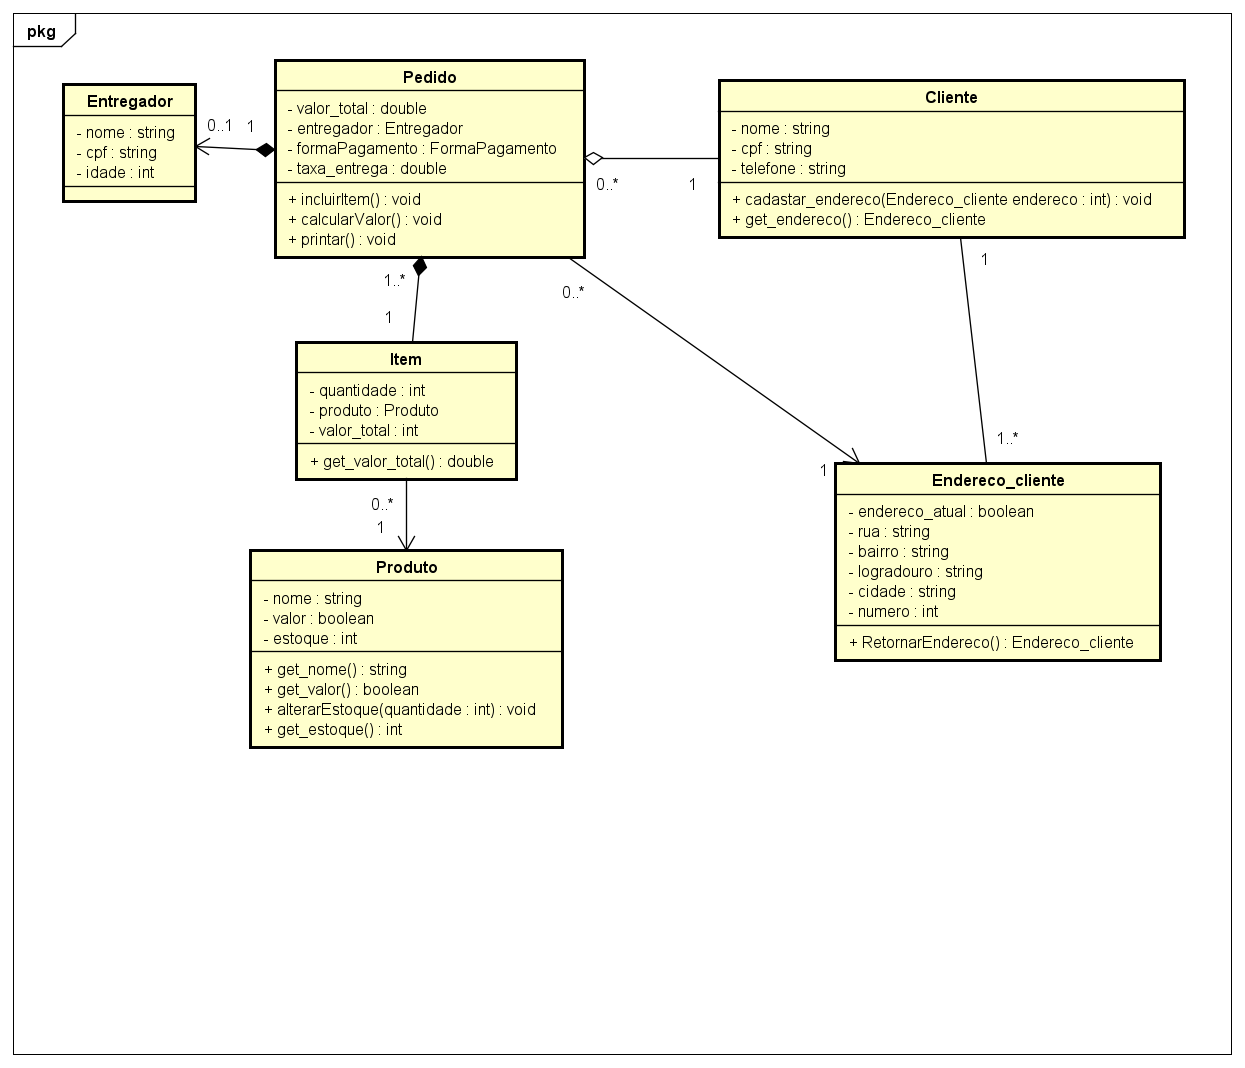 pkg
Entregador
- nome : string
- cpf : string
- idade : int
0..1
1
Pedido
- valor_total : double
- entregador : Entregador
- formaPagamento : FormaPagamento
- taxa_entrega : double
+ incluirItem() : void
+ calcularValor() : void
+ printar() : void
0..*
1
Cliente
- nome : string
- cpf : string
- telefone : string
+ cadastar_endereco(Endereco_cliente endereco : int) : void
+ get_endereco() : Endereco_cliente
1..*
1
0..*
1
1
1..*
Item
- quantidade : int
- produto : Produto
- valor_total : int
+ get_valor_total() : double
0..*
1
Produto
- nome : string
- valor : boolean
- estoque : int
+ get_nome() : string
+ get_valor() : boolean
+ alterarEstoque(quantidade : int) : void
+ get_estoque() : int
Endereco_cliente
- endereco_atual : boolean
- rua : string
- bairro : string
- logradouro : string
- cidade : string
- numero : int
+ RetornarEndereco() : Endereco_cliente